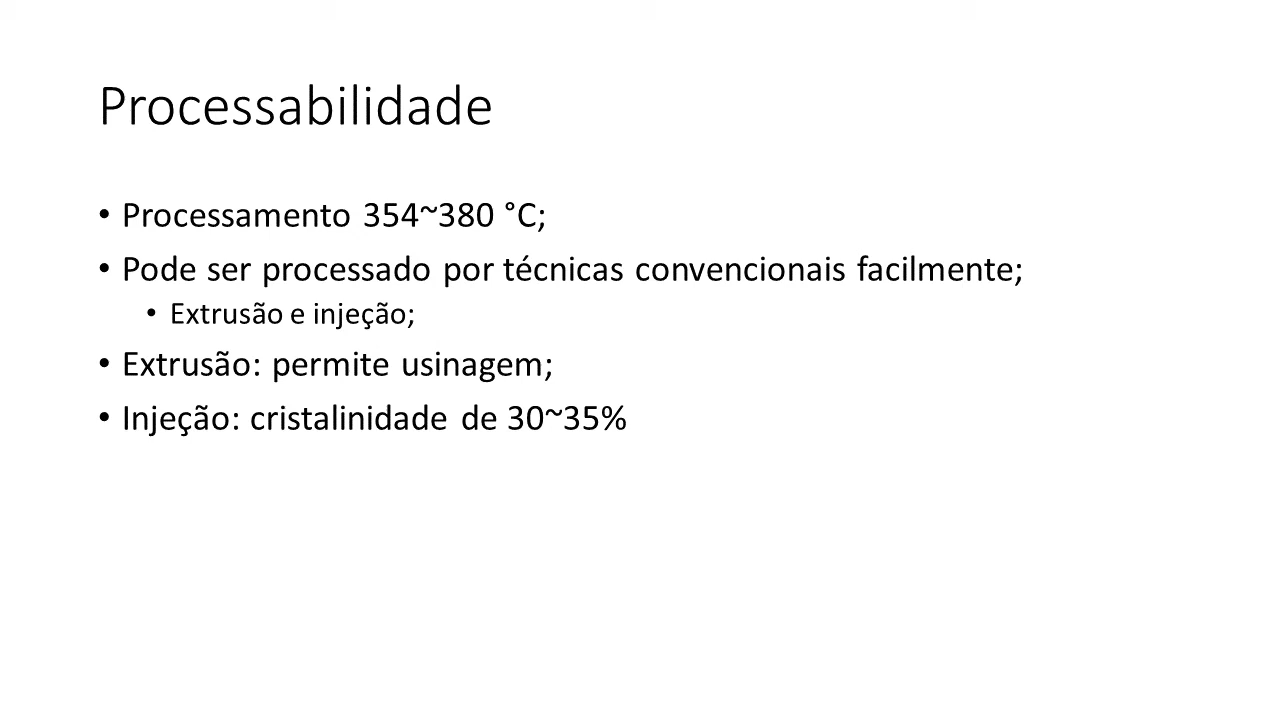 Processabilidade
• Processamento 354~380 °C;
• Pode ser processado por técnicas convencionais facilmente;
• Extrusão e injeção;
• Extrusão: permite usinagem;
• Injeção: cristalinidade de 30~35%